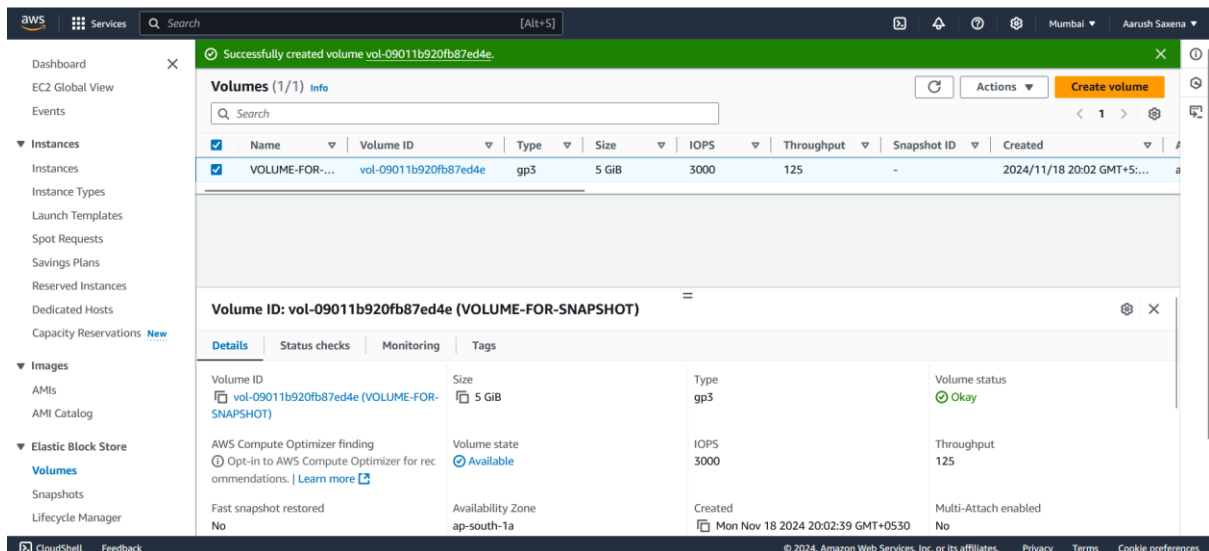 aws Services Search [Alt+S] Mumbai Aarush Saxena
Successfully created volume vol-09011b920fb87ed4e.
Dashboard
EC2 Global View
Events
Instances
Instances
Instance Types
Launch Templates
Spot Requests
Savings Plans
Reserved Instances
Dedicated Hosts
Capacity Reservations New
Images
AMIs
AMI Catalog
Elastic Block Store
Volumes
Snapshots
Lifecycle Manager
Volumes (1/1) Info
Actions Create volume
Search
1
Name Volume ID Type Size IOPS Throughput Snapshot ID Created
VOLUME-FOR-... vol-09011b920fb87ed4e gp3 5 GiB 3000 125 - 2024/11/18 20:02 GMT+5:...
Volume ID: vol-09011b920fb87ed4e (VOLUME-FOR-SNAPSHOT)
Details Status checks Monitoring Tags
Volume ID Size Type Volume status
vol-09011b920fb87ed4e (VOLUME-FOR- 5 GiB gp3 Okay
SNAPSHOT)
AWS Compute Optimizer finding Volume state IOPS Throughput
Opt-in to AWS Compute Optimizer for rec Available 3000 125
ommendations. | Learn more
Fast snapshot restored Availability Zone Created Multi-Attach enabled
No ap-south-1a Mon Nov 18 2024 20:02:39 GMT+0530 No
CloudShell Feedback © 2024, Amazon Web Services, Inc. or its affiliates. Privacy Terms Cookie preferences